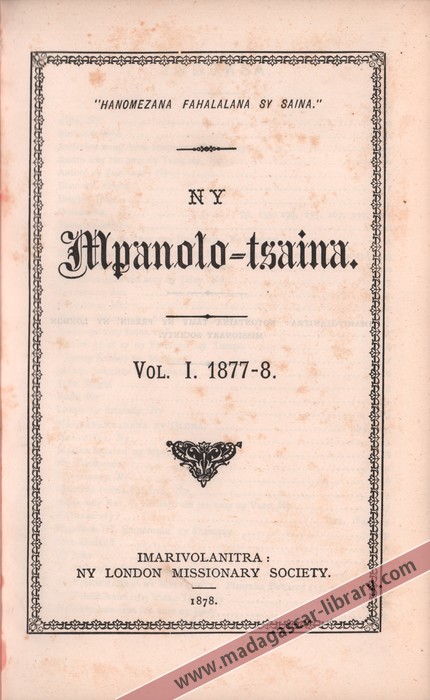 "HANOMEZANA FAHALALANA SY SAINA."
NY
Mpanolo-tsaina.
VOL. I. 1877-8.
IMARIVOLANITRA:
NY LONDON MISSIONARY SOCIETY.
1878.
www.madagascar-library.com